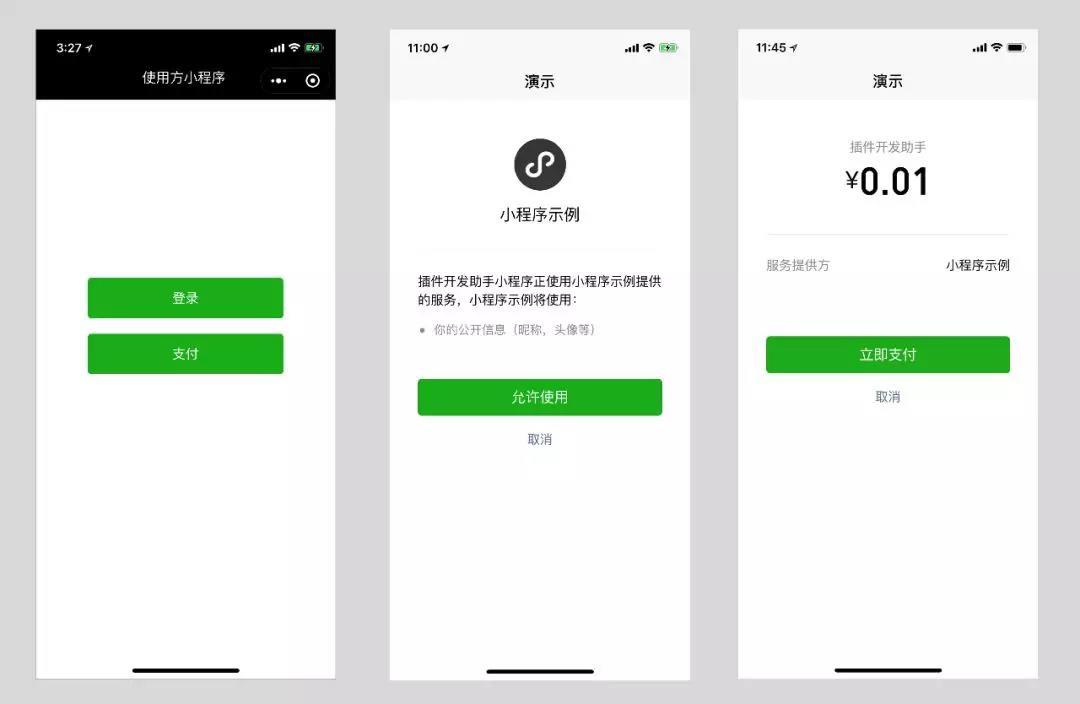 3:27
使用方小程序
登录
支付
11:00
演示
小程序示例
插件开发助手小程序正使用小程序示例提供
的服务，小程序示例将使用：
• 你的公开信息（昵称，头像等）
允许使用
取消
11:45
演示
插件开发助手
¥0.01
服务提供方 小程序示例
立即支付
取消